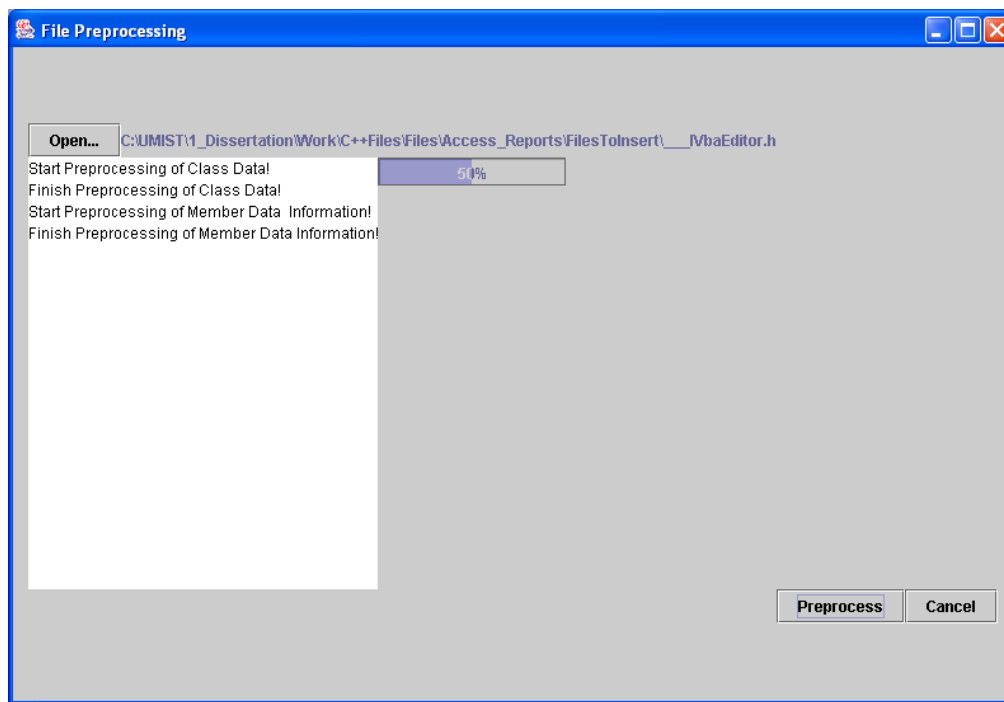 File Preprocessing
Open... C:\UMIST\1_Dissertation\Work\C++Files\Files\Access_Reports\FilesToInsert\___IVbaEditor.h
Start Preprocessing of Class Data!
50%
Finish Preprocessing of Class Data!
Start Preprocessing of Member Data  Information!
Finish Preprocessing of Member Data Information!
Preprocess Cancel